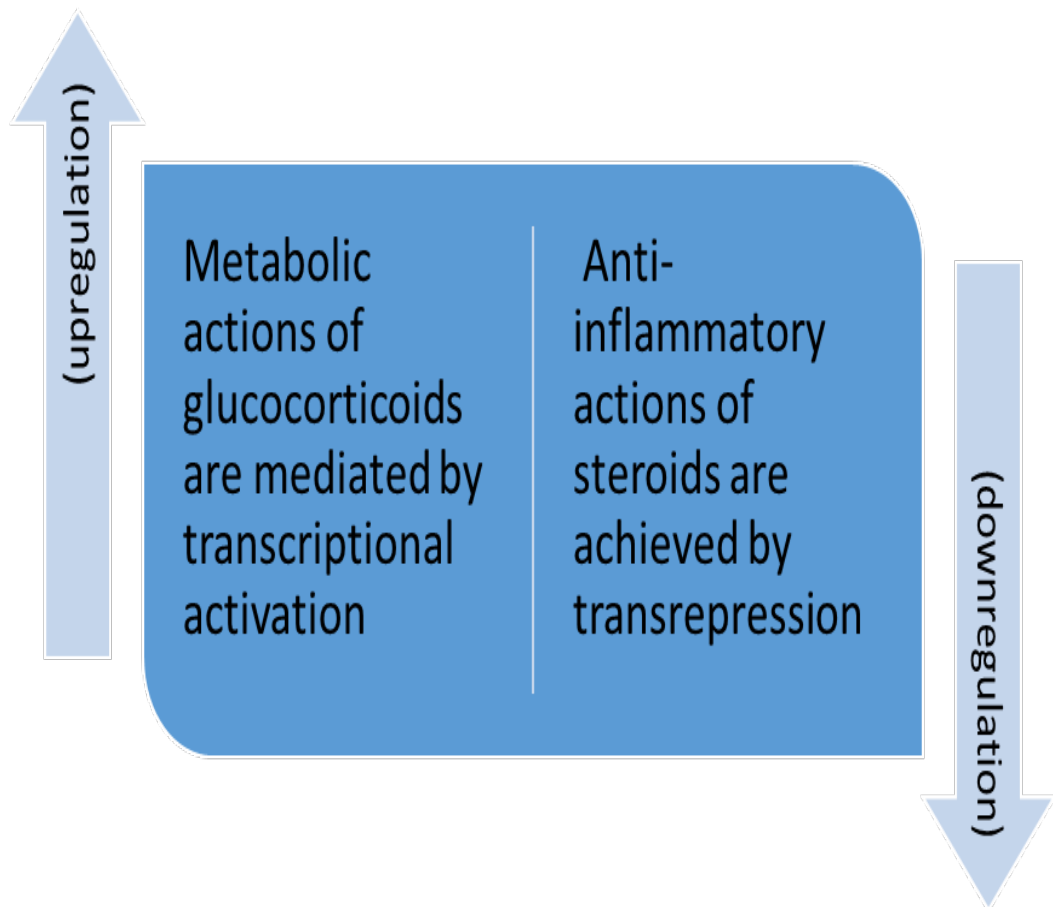 (upregulation)
Metabolic
actions of
glucocorticoids
are mediated by
transcriptional
activation
Anti-
inflammatory
actions of
steroids are
achieved by
transrepression
(downregulation)